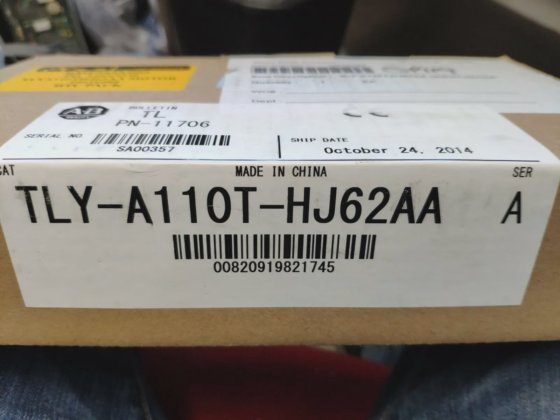 AB
BULLETIN
TL
PN-11706
SERIAL NO
SA00357
SHIP DATE
October 24, 2014
CAT
MADE IN CHINA
SER
TLY-A110T-HJ62AA A
00820919821745